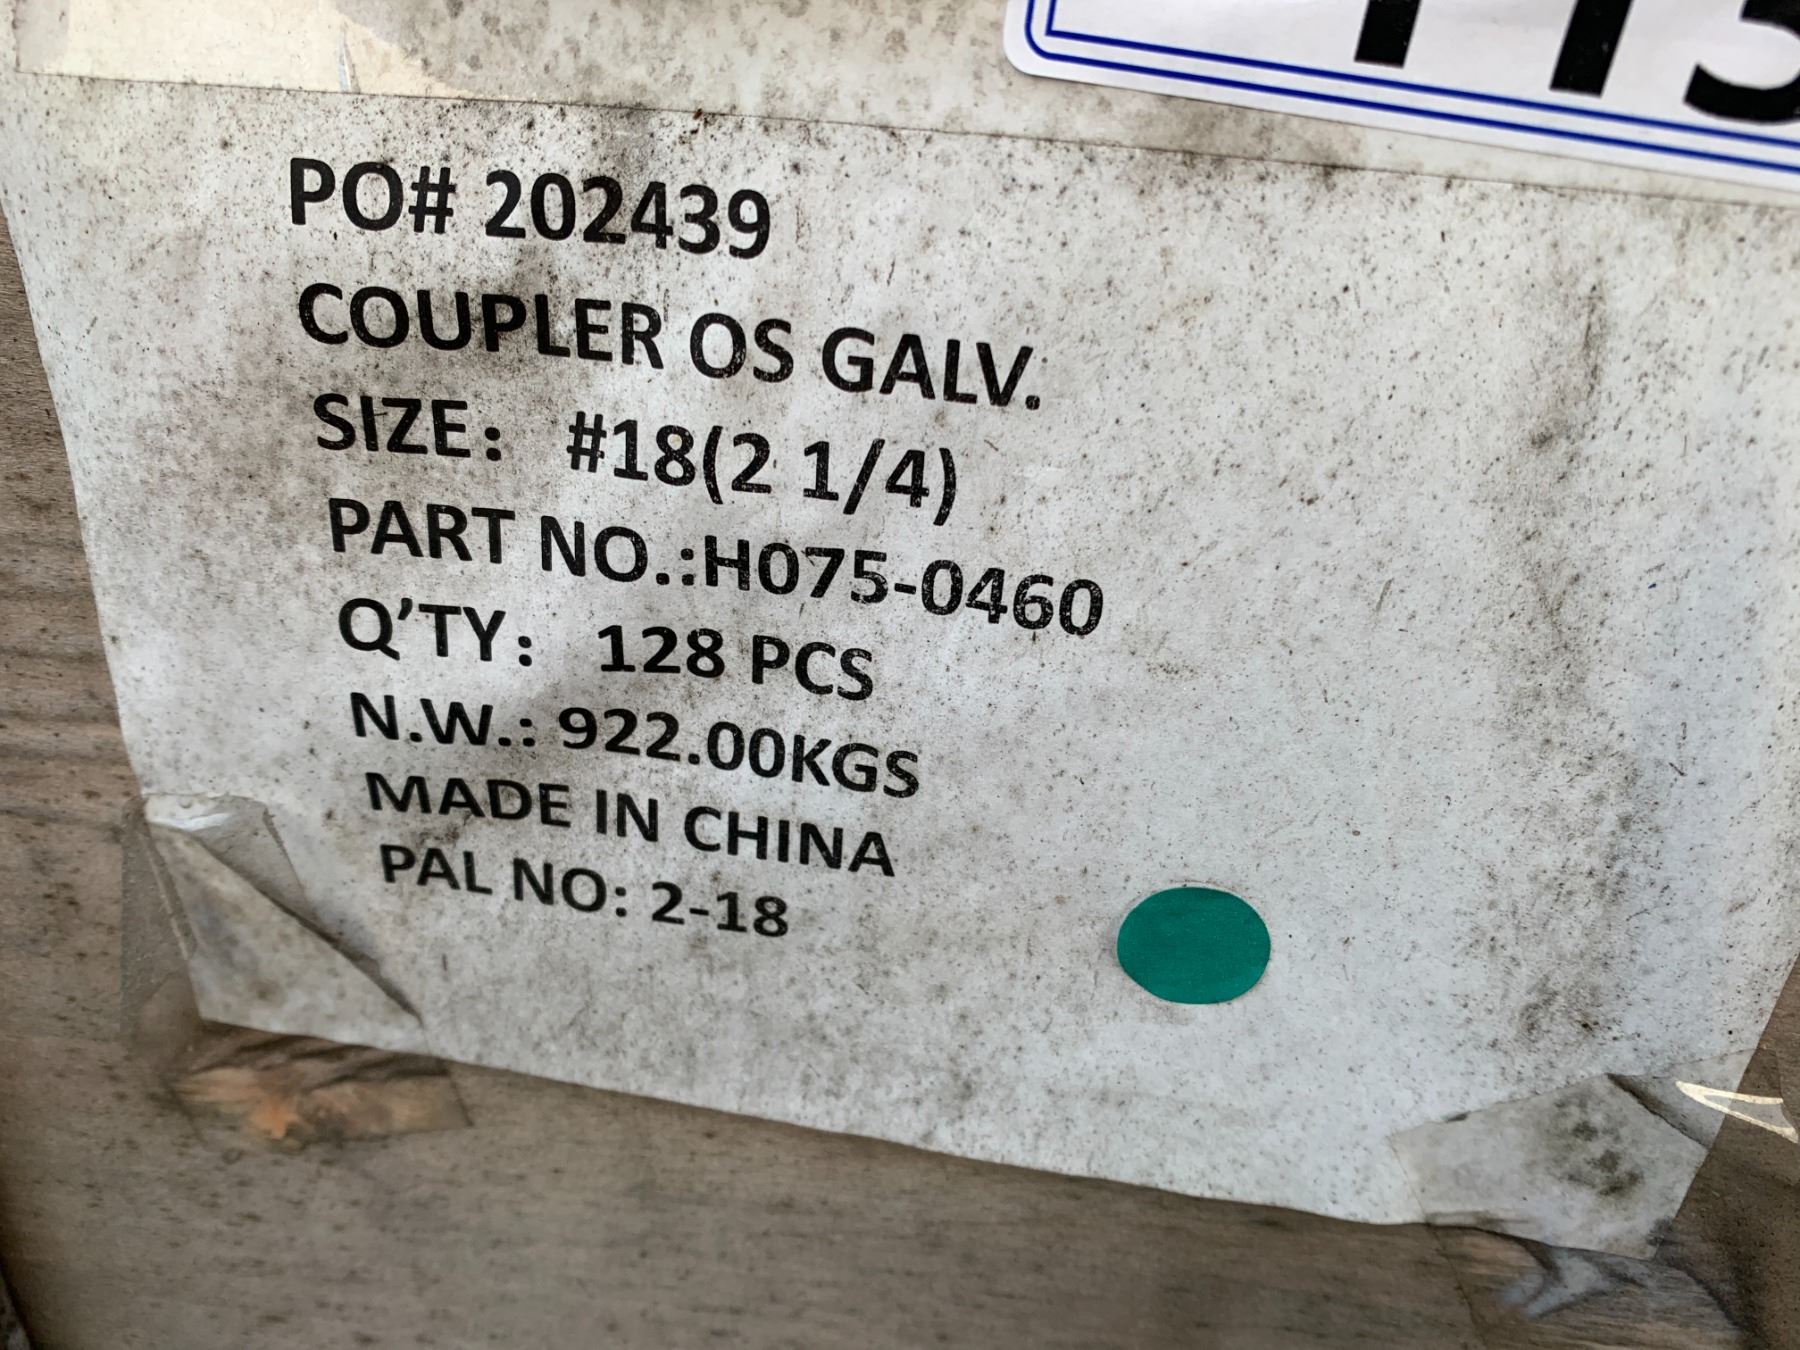 PO# 202439
COUPLER OS GALV.
SIZE: #18(2 1/4)
PART NO.:H075-0460
Q'TY: 128 PCS
N.W.: 922.00KGS
MADE IN CHINA
PAL NO: 2-18